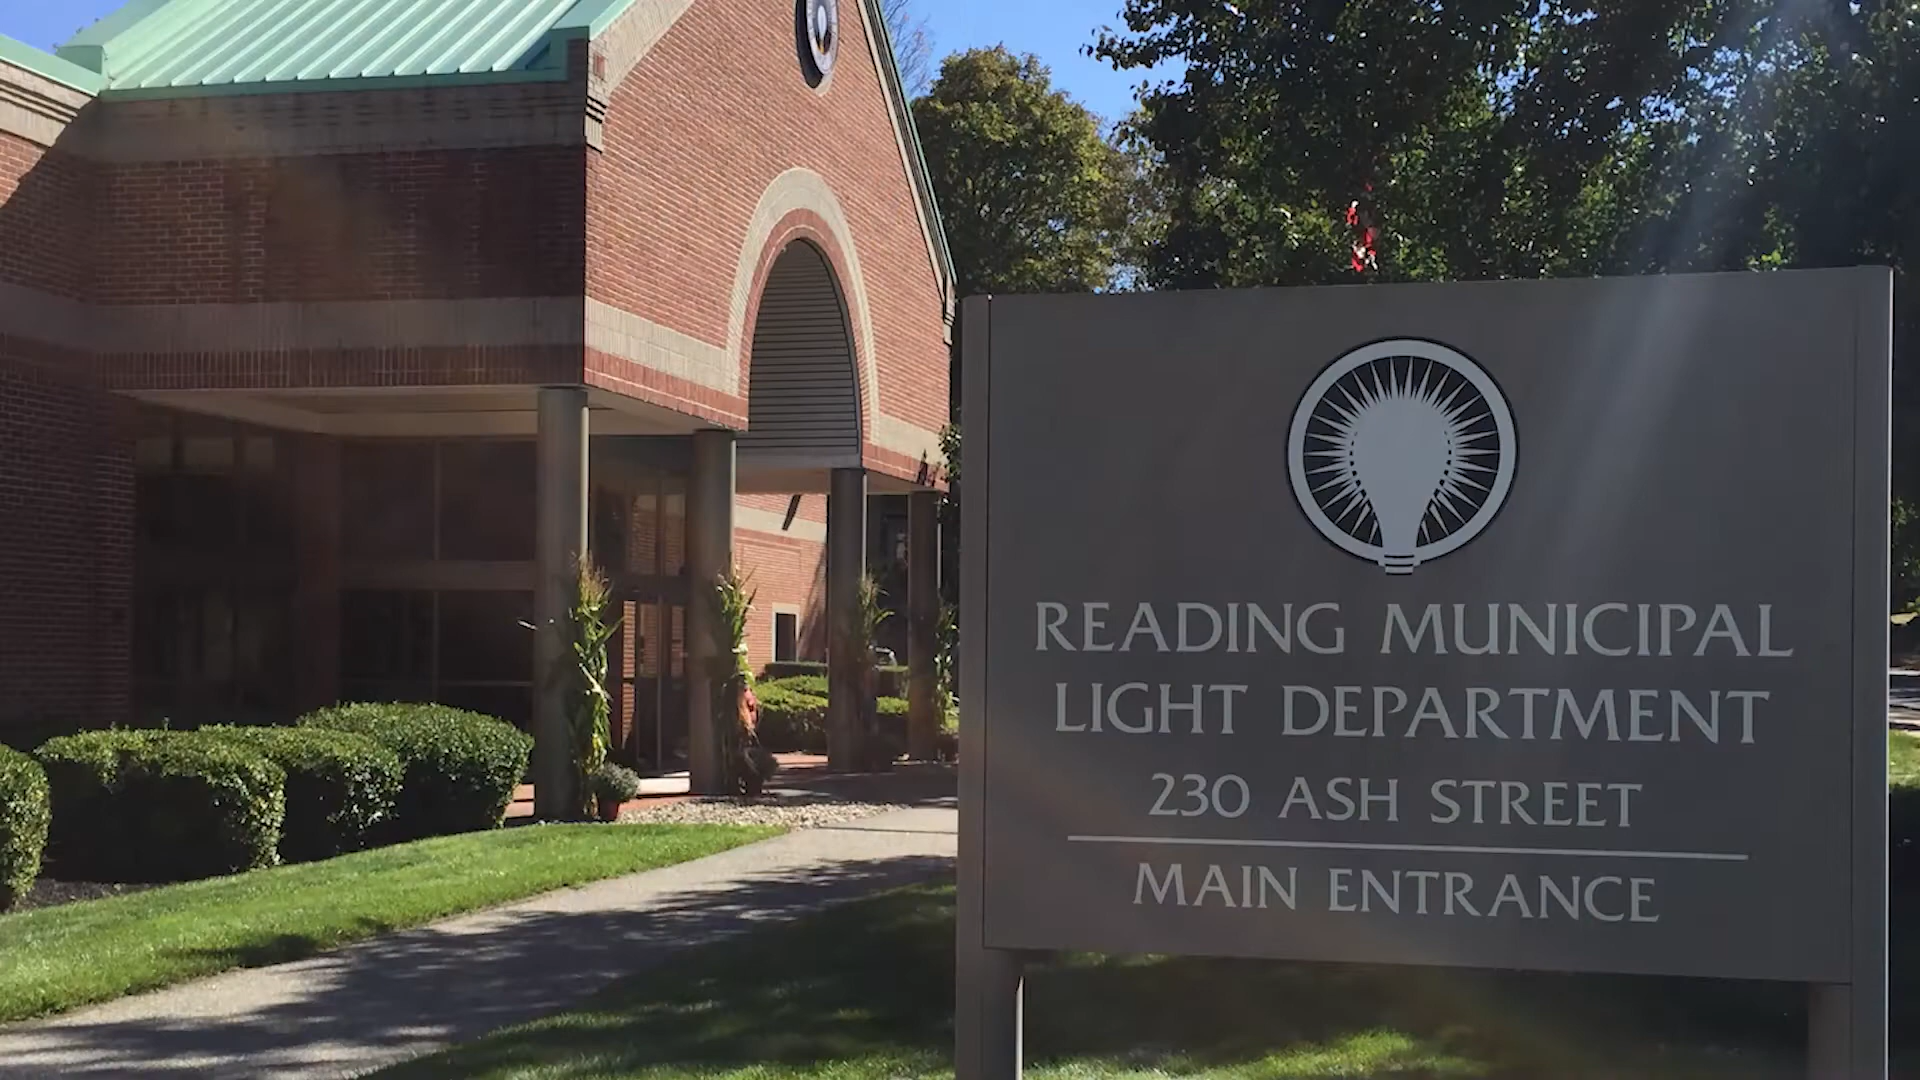 READING MUNICIPAL
LIGHT DEPARTMENT
230 ASH STREET
MAIN ENTRANCE